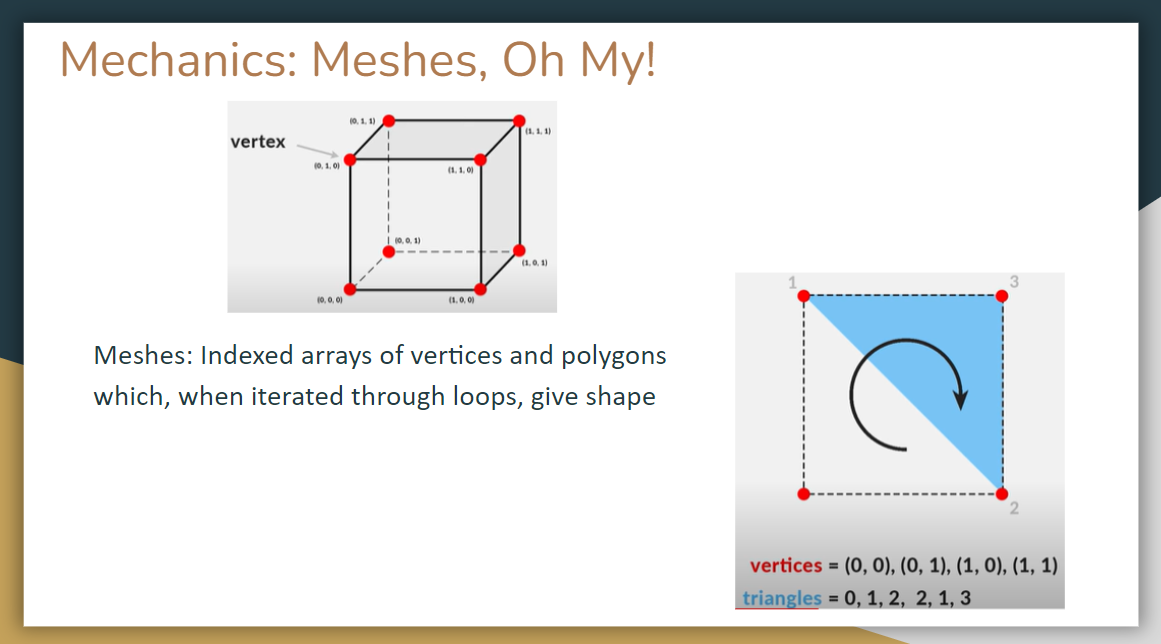 Mechanics: Meshes, Oh My!
vertex
(0, 1, 1)
(1, 1, 1)
(0, 1, 0)
(1, 1, 0)
(0, 0, 1)
(1, 0, 1)
(0, 0, 0)
(1, 0, 0)
Meshes: Indexed arrays of vertices and polygons
which, when iterated through loops, give shape
1
3
2
vertices = (0, 0), (0, 1), (1, 0), (1, 1)
triangles = 0, 1, 2, 2, 1, 3